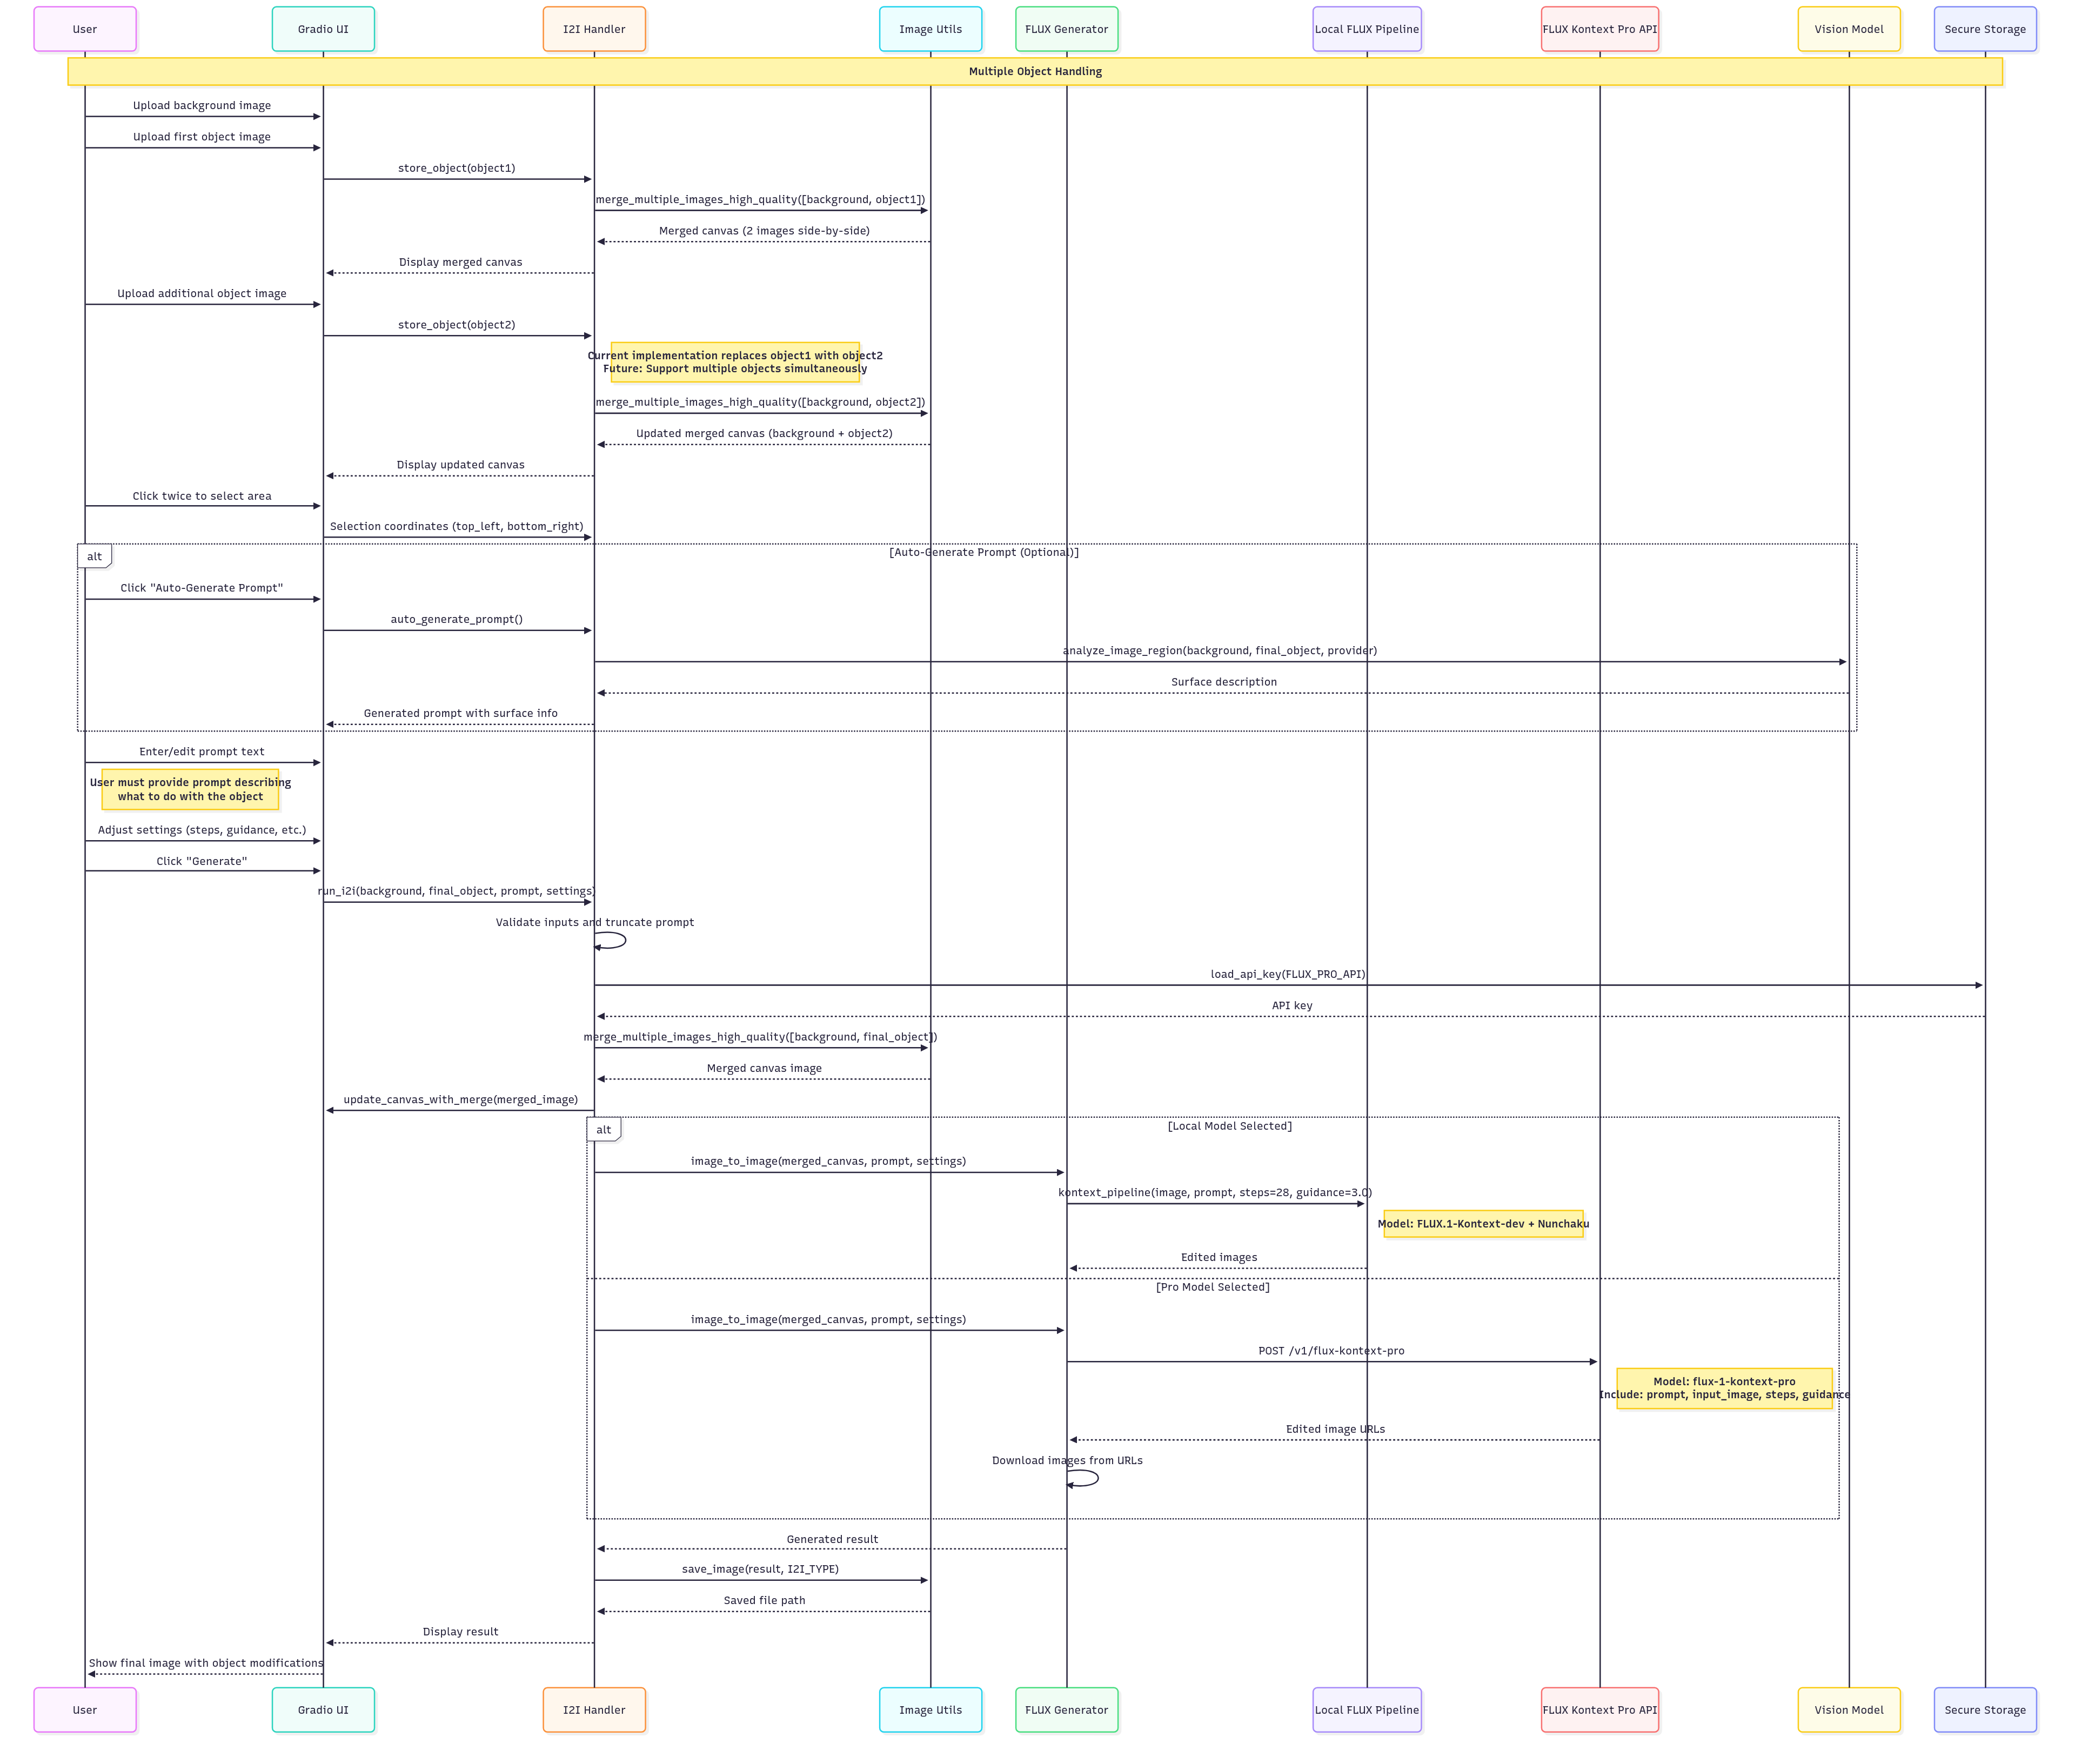 User
Gradio UI
I2I Handler
Image Utils
FLUX Generator
Local FLUX Pipeline
FLUX Kontext Pro API
Vision Model
Secure Storage
Multiple Object Handling
Upload background image
Upload first object image
store_object(object1)
merge_multiple_images_high_quality([background, object1])
Merged canvas (2 images side-by-side)
Display merged canvas
Upload additional object image
store_object(object2)
Current implementation replaces object1 with object2
Future: Support multiple objects simultaneously
merge_multiple_images_high_quality([background, object2])
Updated merged canvas (background + object2)
Display updated canvas
Click twice to select area
Selection coordinates (top_left, bottom_right)
alt
[Auto-Generate Prompt (Optional)]
Click "Auto-Generate Prompt"
auto_generate_prompt()
analyze_image_region(background, final_object, provider)
Surface description
Generated prompt with surface info
Enter/edit prompt text
User must provide prompt describing
what to do with the object
Adjust settings (steps, guidance, etc.)
Click "Generate"
run_i2i(background, final_object, prompt, settings)
Validate inputs and truncate prompt
load_api_key(FLUX_PRO_API)
API key
merge_multiple_images_high_quality([background, final_object])
Merged canvas image
update_canvas_with_merge(merged_image)
alt
[Local Model Selected]
image_to_image(merged_canvas, prompt, settings)
kontext_pipeline(image, prompt, steps=28, guidance=3.0)
Model: FLUX.1-Kontext-dev + Nunchaku
Edited images
[Pro Model Selected]
image_to_image(merged_canvas, prompt, settings)
POST /v1/flux-kontext-pro
Model: flux-1-kontext-pro
Include: prompt, input_image, steps, guidance
Edited image URLs
Download images from URLs
Generated result
save_image(result, I2I_TYPE)
Saved file path
Display result
Show final image with object modifications
User
Gradio UI
I2I Handler
Image Utils
FLUX Generator
Local FLUX Pipeline
FLUX Kontext Pro API
Vision Model
Secure Storage